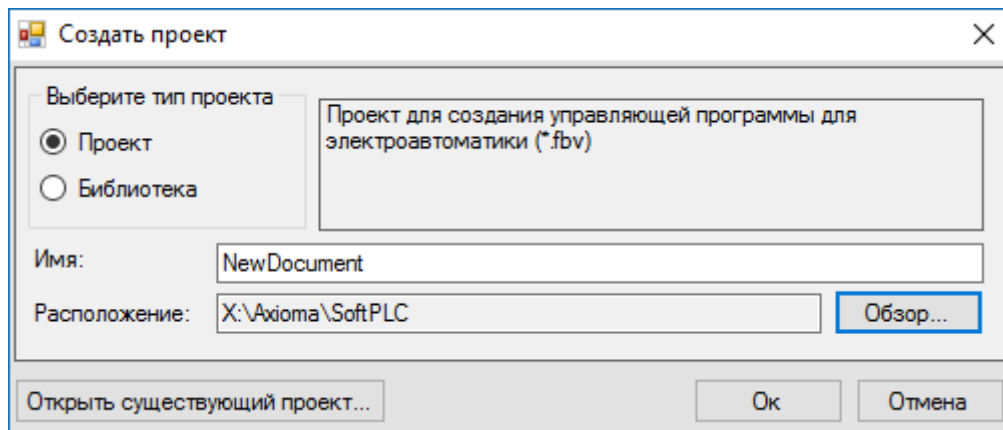 Создать проект
Выберите тип проекта
Проект
Библиотека
Проект для создания управляющей программы для
электроавтоматики (*.fbv)
Имя:
NewDocument
Расположение:
X:\Axioma\SoftPLC
Обзор...
Открыть существующий проект...
Ок
Отмена